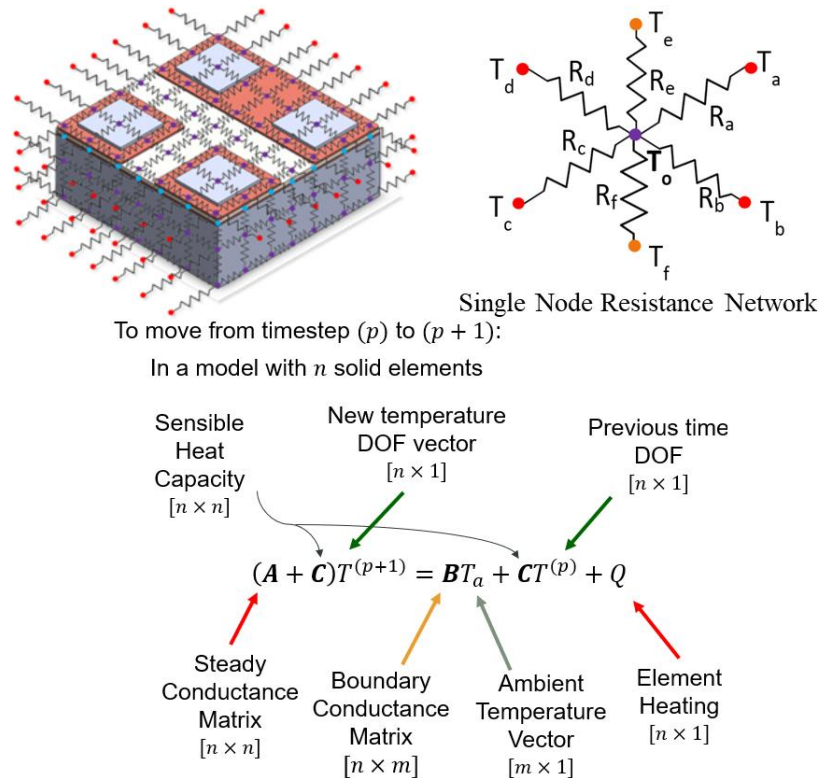 T_e
T_d
R_d
R_e
T_a
R_a
R_c
T_o
R_f
R_b
T_c
T_b
T_f
Single Node Resistance Network
To move from timestep (p) to (p + 1):
In a model with n solid elements
Sensible
Heat
Capacity
[n × n]
New temperature
DOF vector
[n × 1]
Previous time
DOF
[n × 1]
(A + C)T^(p+1) = BT_a + CT^(p) + Q
Steady
Conductance
Matrix
[n × n]
Boundary
Conductance
Matrix
[n × m]
Ambient
Temperature
Vector
[m × 1]
Element
Heating
[n × 1]